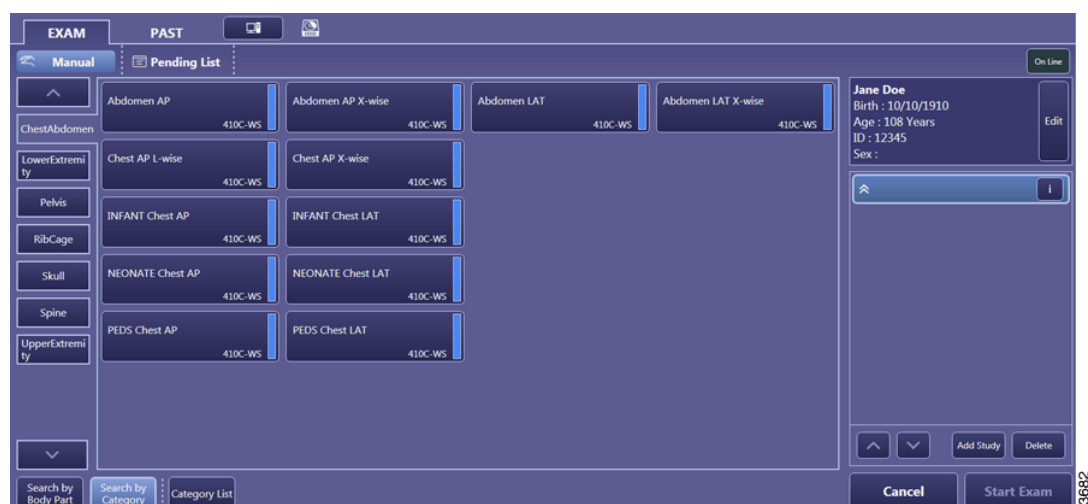 EXAM
PAST
Manual
Pending List
On Line
ChestAbdomen
LowerExtremi
ty
Pelvis
RibCage
Skull
Spine
UpperExtremi
ty
Abdomen AP
410C-WS
Abdomen AP X-wise
410C-WS
Abdomen LAT
410C-WS
Abdomen LAT X-wise
410C-WS
Chest AP L-wise
410C-WS
Chest AP X-wise
410C-WS
INFANT Chest AP
410C-WS
INFANT Chest LAT
410C-WS
NEONATE Chest AP
410C-WS
NEONATE Chest LAT
410C-WS
PEDS Chest AP
410C-WS
PEDS Chest LAT
410C-WS
Jane Doe
Birth : 10/10/1910
Age : 108 Years
ID : 12345
Sex :
Edit
i
Add Study
Delete
Search by
Body Part
Search by
Category
Category List
Cancel
Start Exam